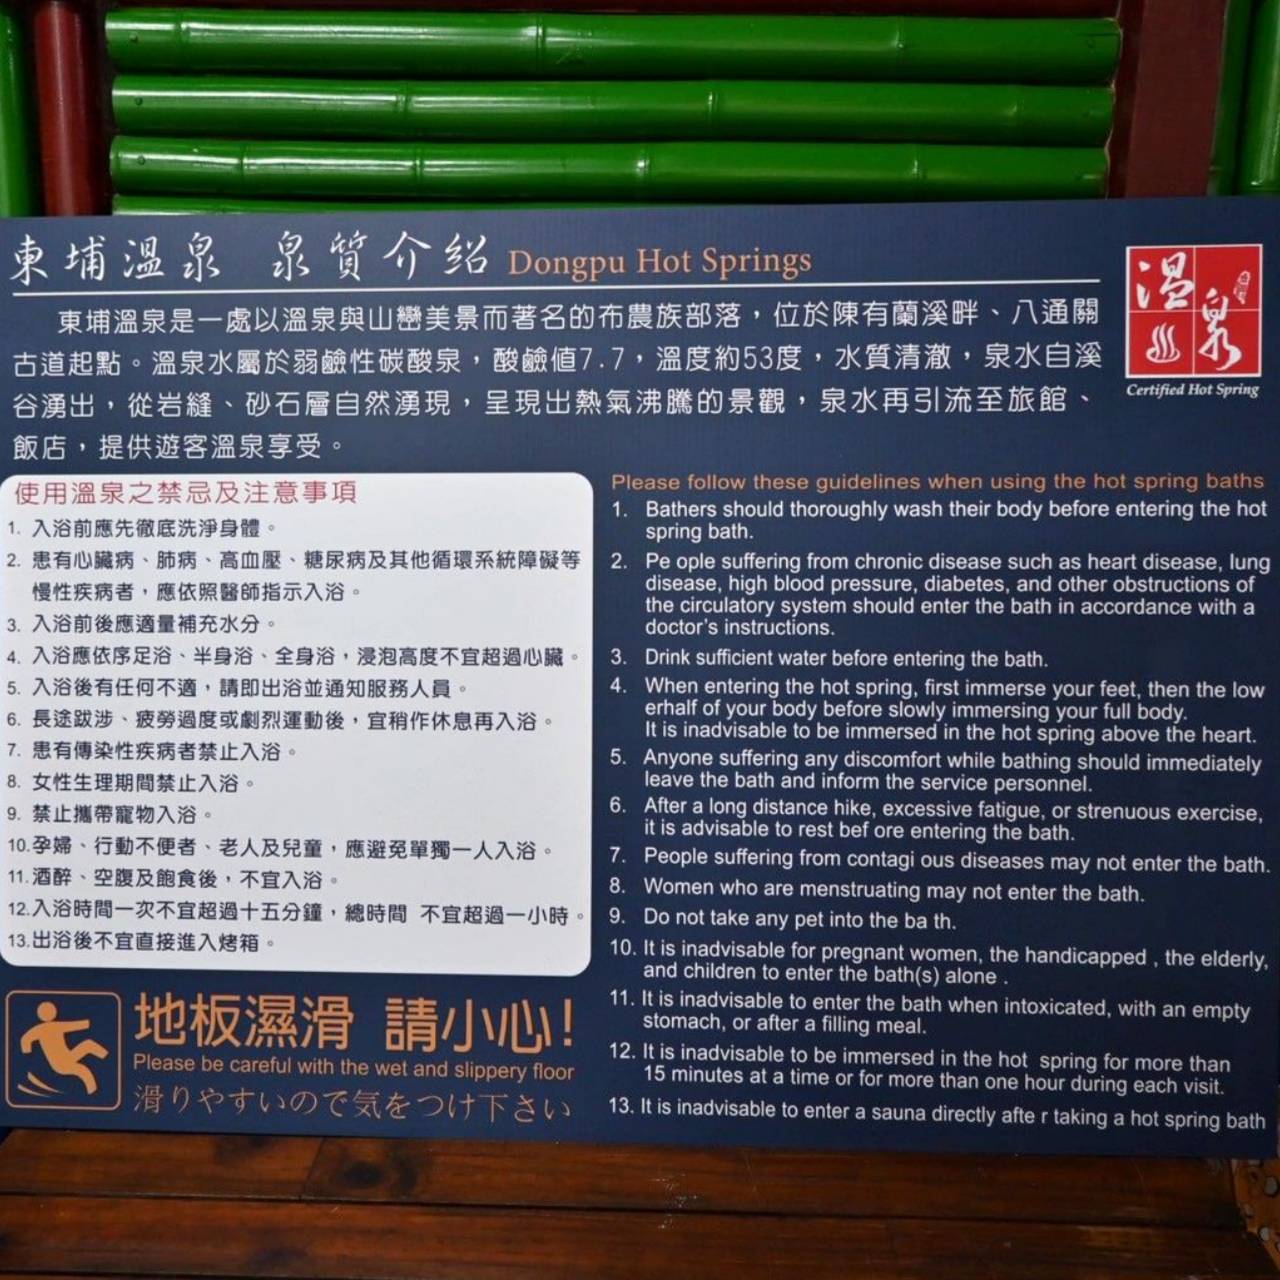 東埔溫泉 泉質介紹 Dongpu Hot Springs
溫泉
Certified Hot Spring
東埔溫泉是一處以溫泉與山巒美景而著名的布農族部落，位於陳有蘭溪畔、八通關
古道起點。溫泉水屬於弱鹼性碳酸泉，酸鹼值7.7，溫度約53度，水質清澈，泉水自溪
谷湧出，從岩縫、砂石層自然湧現，呈現出熱氣沸騰的景觀，泉水再引流至旅館、
飯店，提供遊客溫泉享受。
使用溫泉之禁忌及注意事項
1. 入浴前應先徹底洗淨身體。
2. 患有心臟病、肺病、高血壓、糖尿病及其他循環系統障礙等
慢性疾病者，應依照醫師指示入浴。
3. 入浴前後應適量補充水分。
4. 入浴應依序足浴、半身浴、全身浴，浸泡高度不宜超過心臟。
5. 入浴後有任何不適，請即出浴並通知服務人員。
6. 長途跋涉、疲勞過度或劇烈運動後，宜稍作休息再入浴。
7. 患有傳染性疾病者禁止入浴。
8. 女性生理期間禁止入浴。
9. 禁止攜帶寵物入浴。
10.孕婦、行動不便者、老人及兒童，應避免單獨一人入浴。
11.酒醉、空腹及飽食後，不宜入浴。
12.入浴時間一次不宜超過十五分鐘，總時間 不宜超過一小時。
13.出浴後不宜直接進入烤箱。
地板濕滑 請小心!
Please be careful with the wet and slippery floor
滑りやすいので気をつけ下さい
Please follow these guidelines when using the hot spring baths
1. Bathers should thoroughly wash their body before entering the hot
spring bath.
2. Pe ople suffering from chronic disease such as heart disease, lung
disease, high blood pressure, diabetes, and other obstructions of
the circulatory system should enter the bath in accordance with a
doctor's instructions.
3. Drink sufficient water before entering the bath.
4. When entering the hot spring, first immerse your feet, then the low
erhalf of your body before slowly immersing your full body.
It is inadvisable to be immersed in the hot spring above the heart.
5. Anyone suffering any discomfort while bathing should immediately
leave the bath and inform the service personnel.
6. After a long distance hike, excessive fatigue, or strenuous exercise,
it is advisable to rest bef ore entering the bath.
7. People suffering from contagi ous diseases may not enter the bath.
8. Women who are menstruating may not enter the bath.
9. Do not take any pet into the ba th.
10. It is inadvisable for pregnant women, the handicapped , the elderly,
and children to enter the bath(s) alone .
11. It is inadvisable to enter the bath when intoxicated, with an empty
stomach, or after a filling meal.
12. It is inadvisable to be immersed in the hot spring for more than
15 minutes at a time or for more than one hour during each visit.
13. It is inadvisable to enter a sauna directly afte r taking a hot spring bath